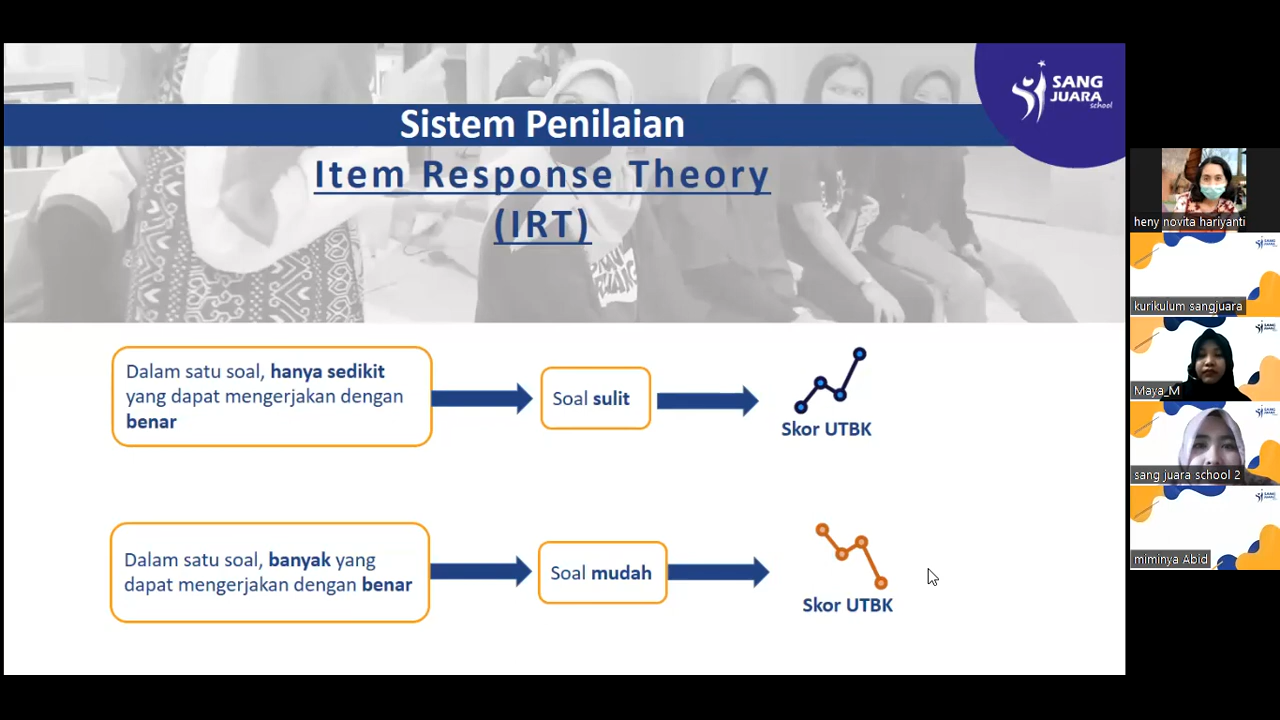 SANG
JUARA
school
Sistem Penilaian
Item Response Theory
(IRT)
Dalam satu soal, hanya sedikit
yang dapat mengerjakan dengan
benar
Soal sulit
Skor UTBK
Dalam satu soal, banyak yang
dapat mengerjakan dengan benar
Soal mudah
Skor UTBK
heny novita hariyanti
kurikulum sangjuara
Maya_M
sang juara school 2
miminya Abid